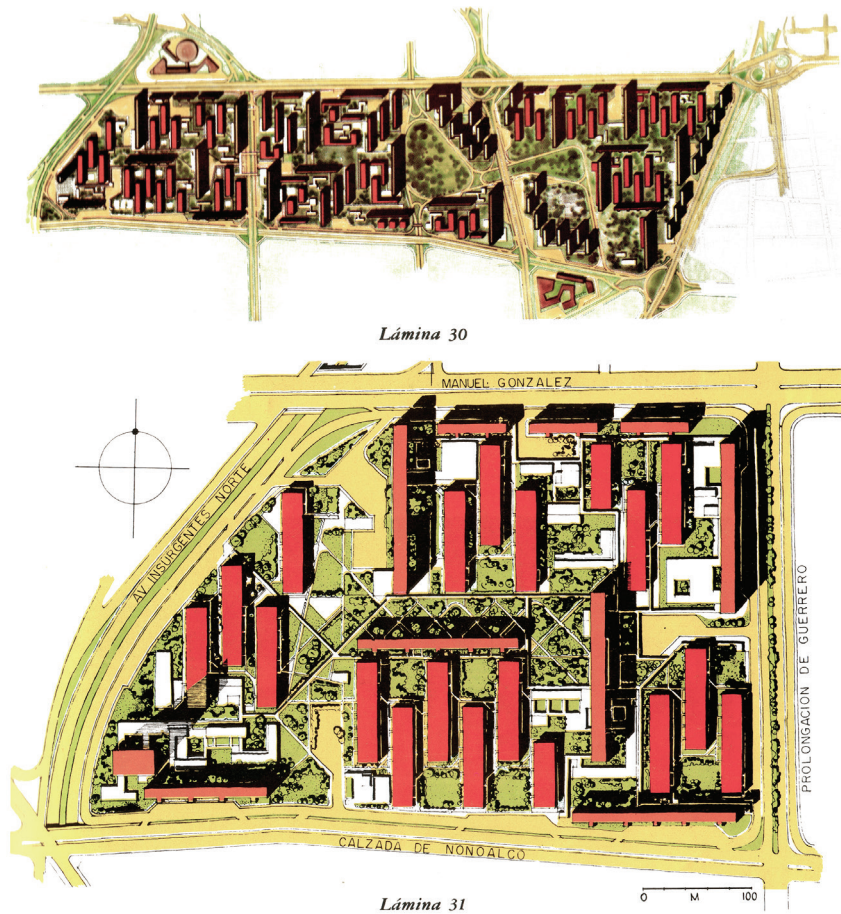 Lámina 30
MANUEL GONZALEZ
AV INSURGENTES NORTE
PROLONGACION DE GUERRERO
CALZADA DE NONOALCO
0 M 100
Lámina 31